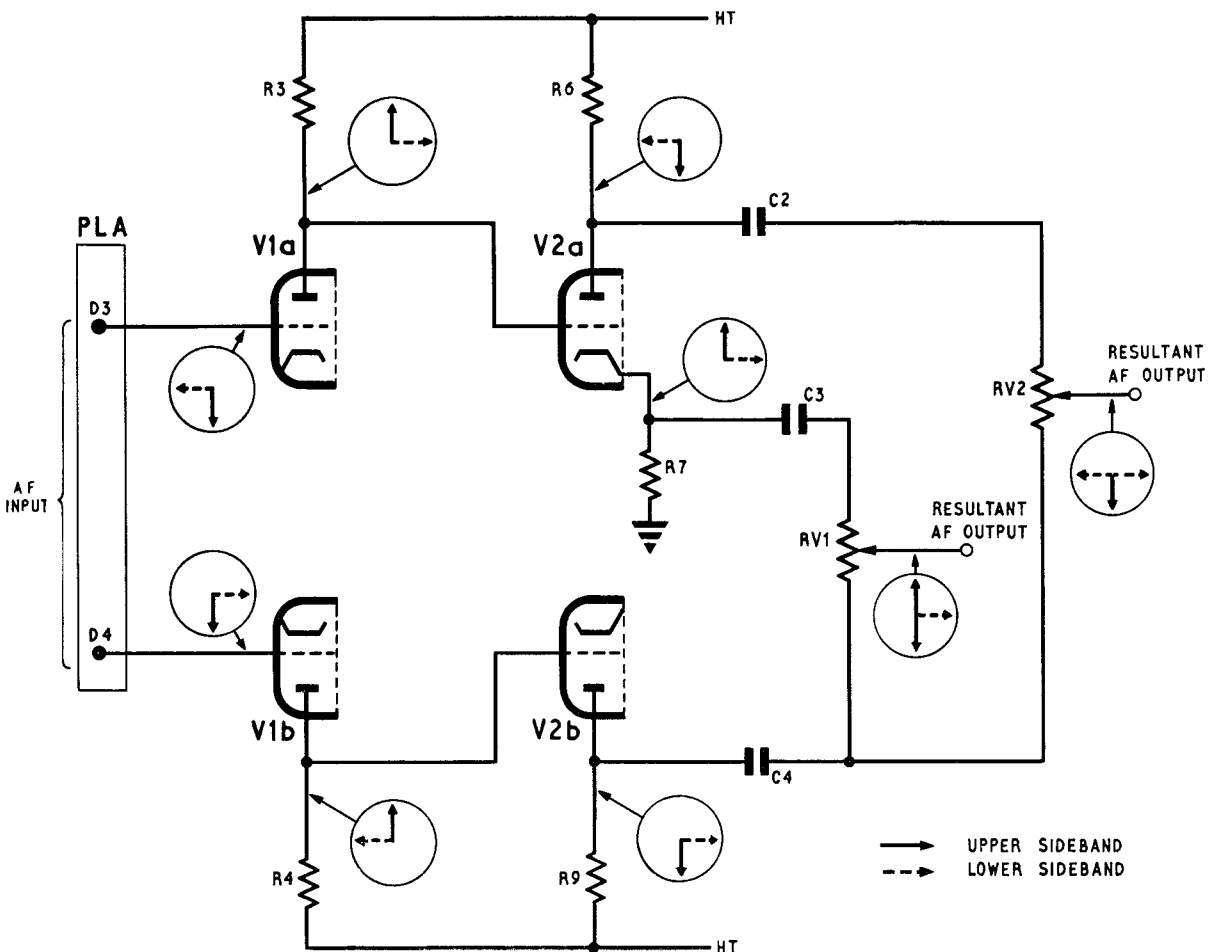 HT
R3
R6
C2
PLA
V1a
V2a
D3
RESULTANT
AF OUTPUT
C3
RV2
R7
AF
INPUT
RESULTANT
AF OUTPUT
RV1
D4
V1b
V2b
C4
R4
R9
UPPER SIDEBAND
LOWER SIDEBAND
HT